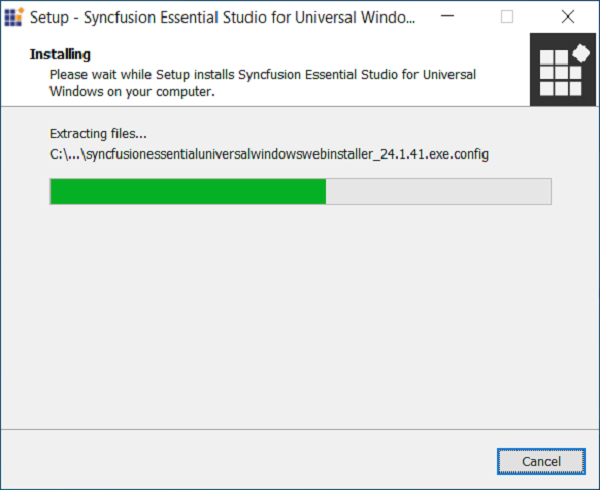 Setup - Syncfusion Essential Studio for Universal Windo...
Installing
Please wait while Setup installs Syncfusion Essential Studio for Universal
Windows on your computer.
Extracting files...
C:\...\syncfusionessentialuniversalwindowswebinstaller_24.1.41.exe.config
Cancel